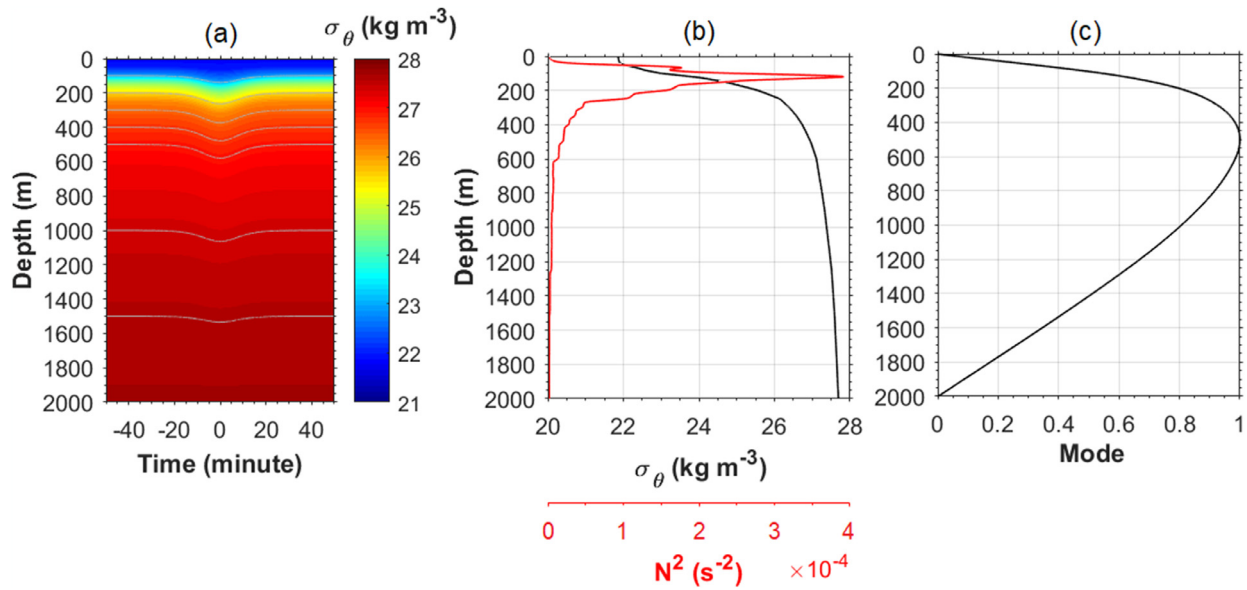 (a)
σθ (kg m-3)
Depth (m)
0
200
400
600
800
1000
1200
1400
1600
1800
2000
-40 -20 0 20 40
Time (minute)
28
27
26
25
24
23
22
21
(b)
Depth (m)
0
200
400
600
800
1000
1200
1400
1600
1800
2000
20 22 24 26 28
σθ (kg m-3)
0 1 2 3 4
N2 (s-2) ×10-4
(c)
0
200
400
600
800
1000
1200
1400
1600
1800
2000
0 0.2 0.4 0.6 0.8 1
Mode